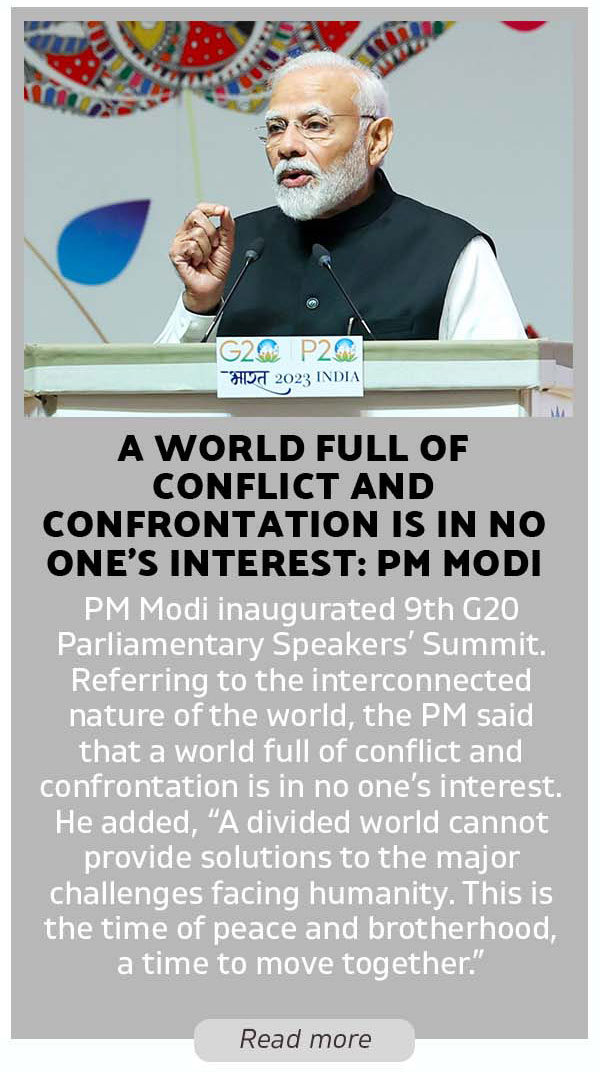 G20 P20
भारत 2023 INDIA
A WORLD FULL OF
CONFLICT AND
CONFRONTATION IS IN NO
ONE’S INTEREST: PM MODI
PM Modi inaugurated 9th G20
Parliamentary Speakers’ Summit.
Referring to the interconnected
nature of the world, the PM said
that a world full of conflict and
confrontation is in no one’s interest.
He added, “A divided world cannot
provide solutions to the major
challenges facing humanity. This is
the time of peace and brotherhood,
a time to move together.”
Read more